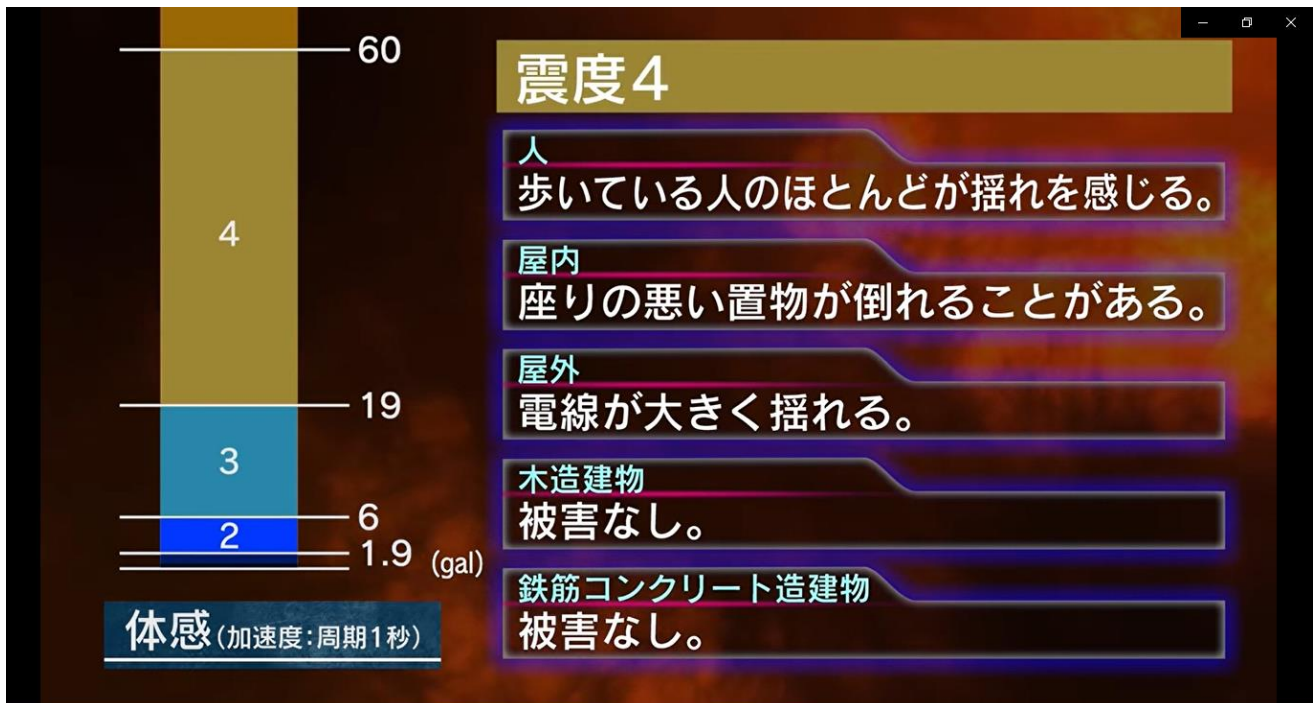 60
4
19
3
6
2
1.9 (gal)
体感(加速度:周期1秒)
震度4
人
歩いている人のほとんどが揺れを感じる。
屋内
座りの悪い置物が倒れることがある。
屋外
電線が大きく揺れる。
木造建物
被害なし。
鉄筋コンクリート造建物
被害なし。